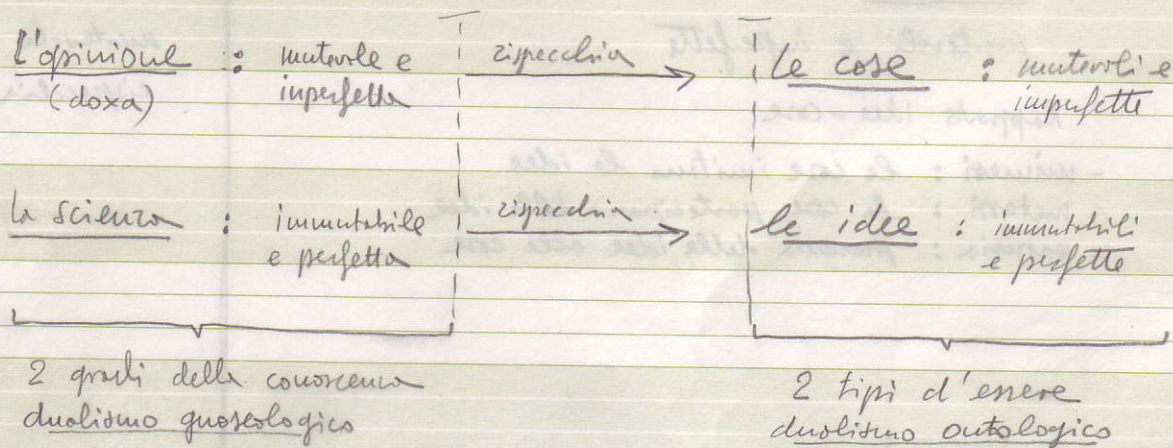 L'opinione : mutevole e rispecchia le cose : mutevoli e
(doxa) imperfetta imperfette
la scienza : immutabile rispecchia le idee : immutabili
e perfetta e perfette
2 gradi della conoscenza 2 tipi d'essere
dualismo gnoseologico dualismo ontologico